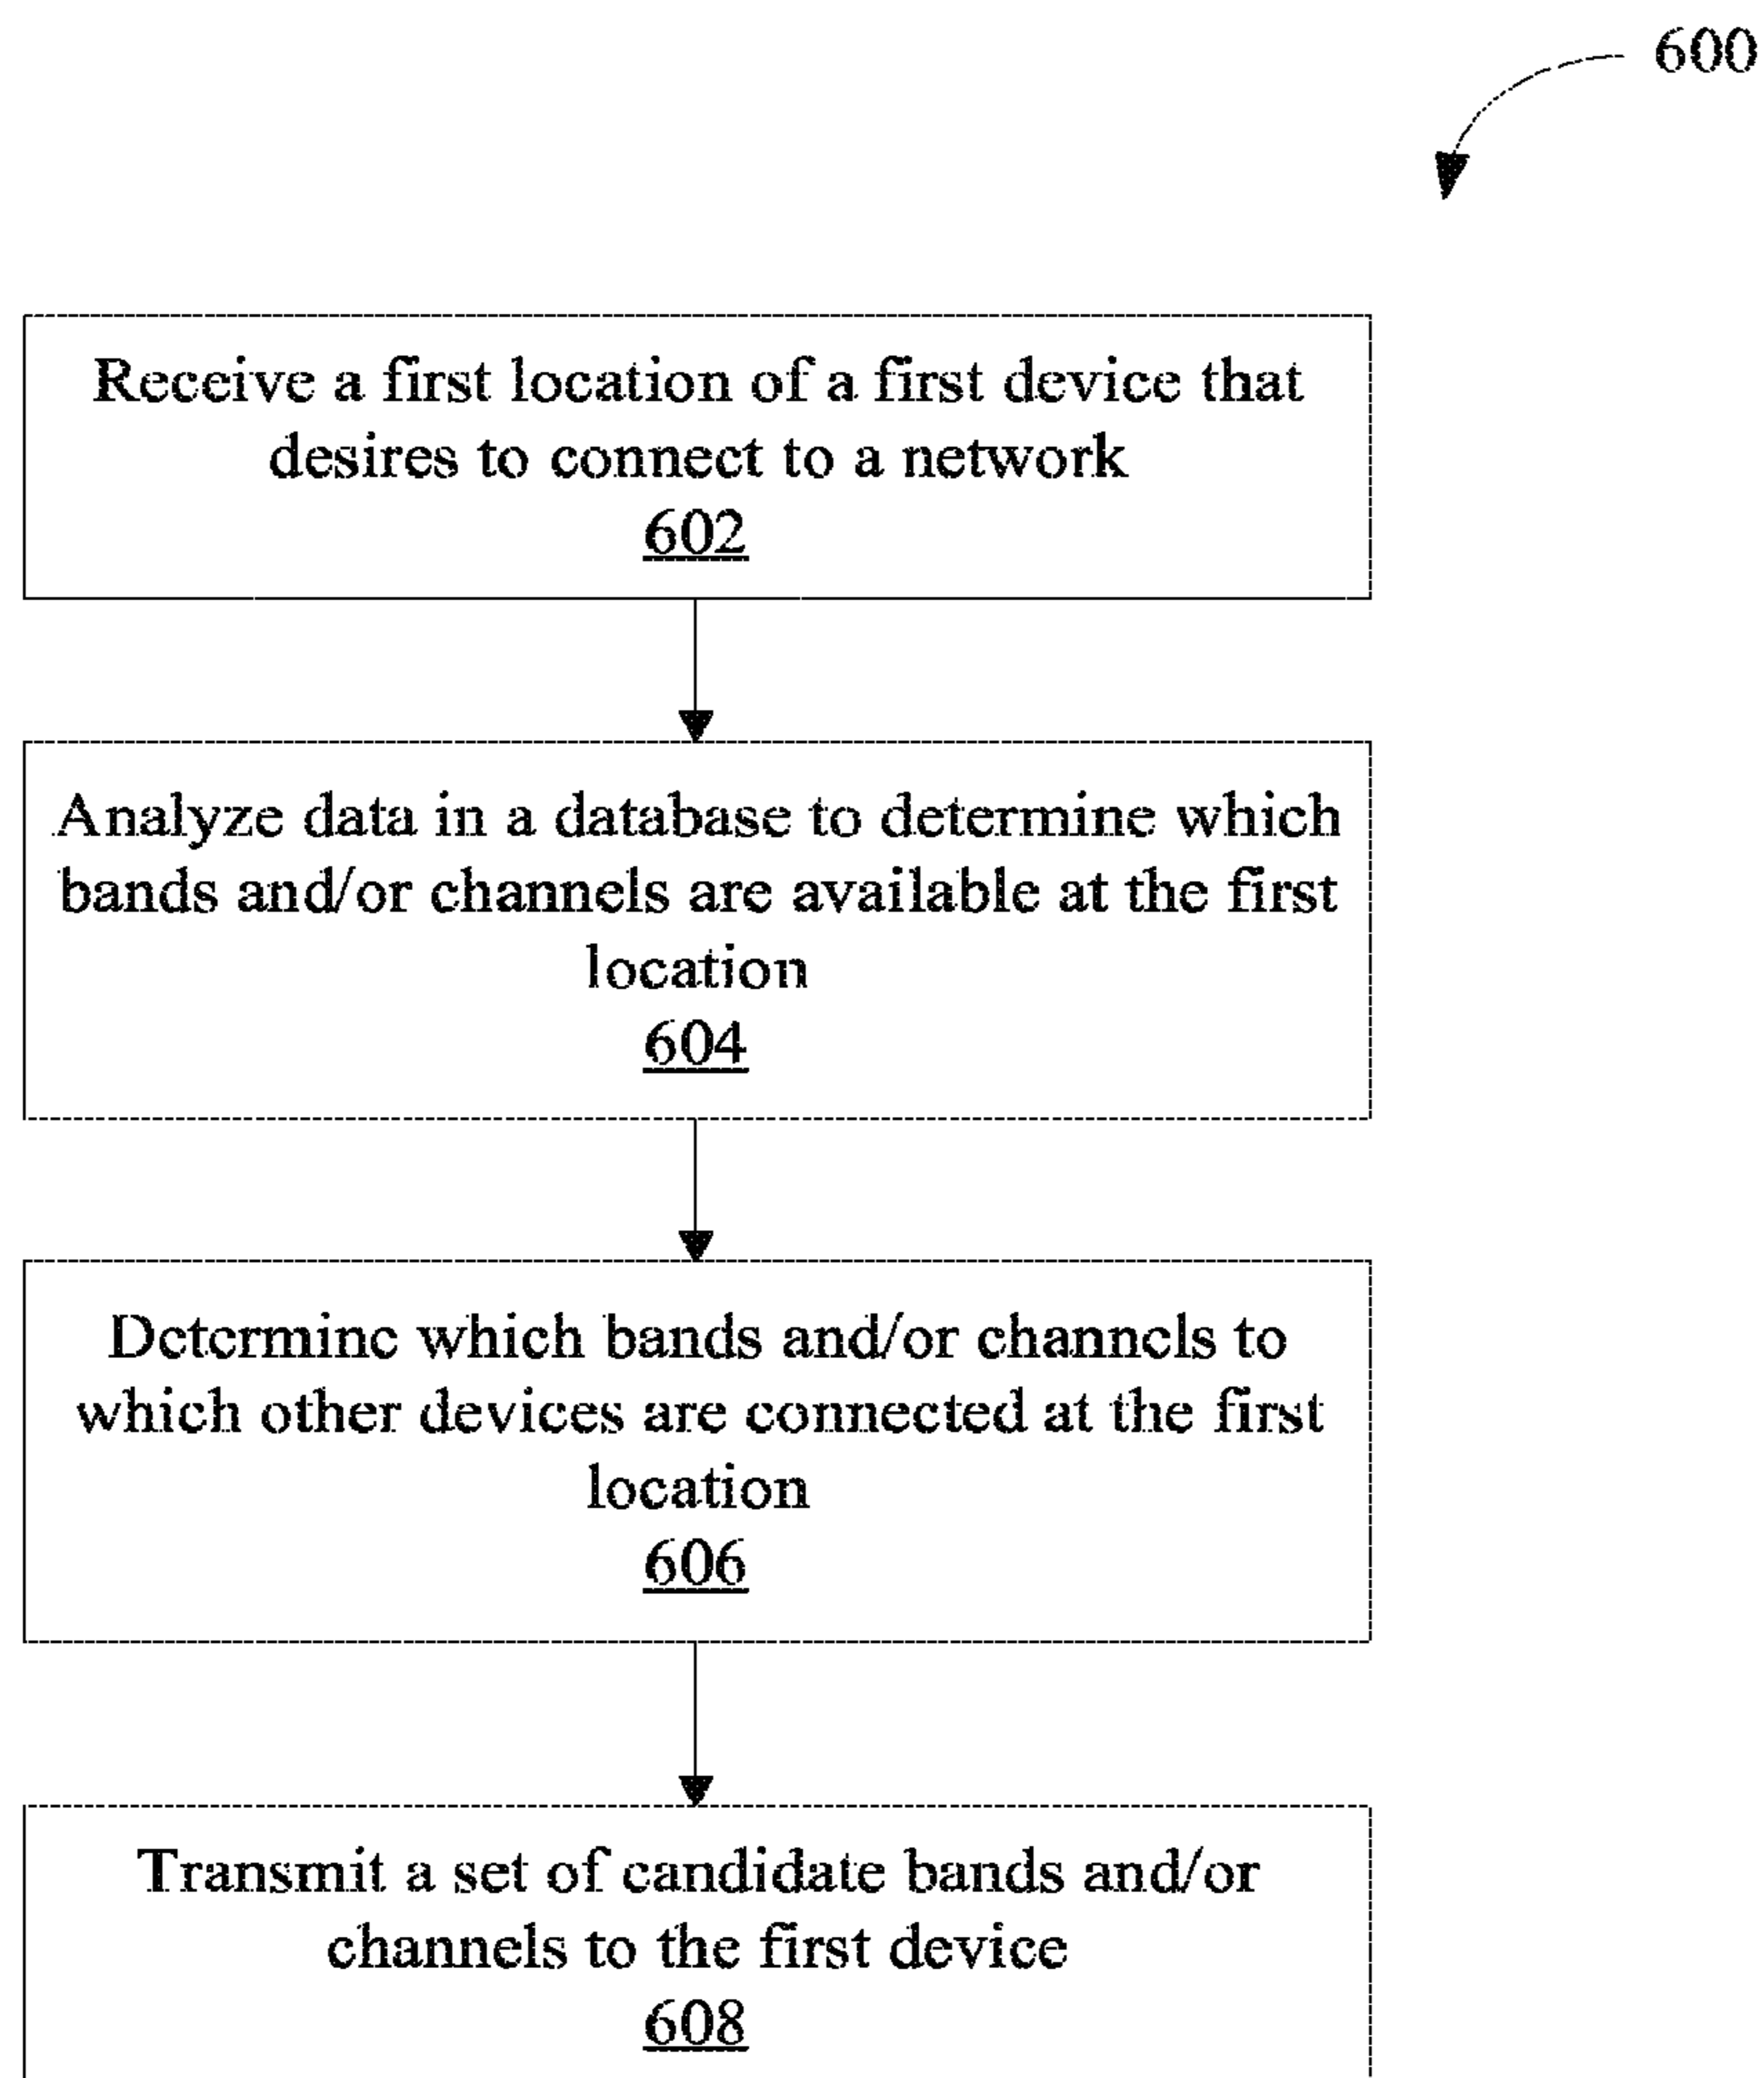 600
Receive a first location of a first device that
desires to connect to a network
602
Analyze data in a database to determine which
bands and/or channels are available at the first
location
604
Determine which bands and/or channels to
which other devices are connected at the first
location
606
Transmit a set of candidate bands and/or
channels to the first device
608